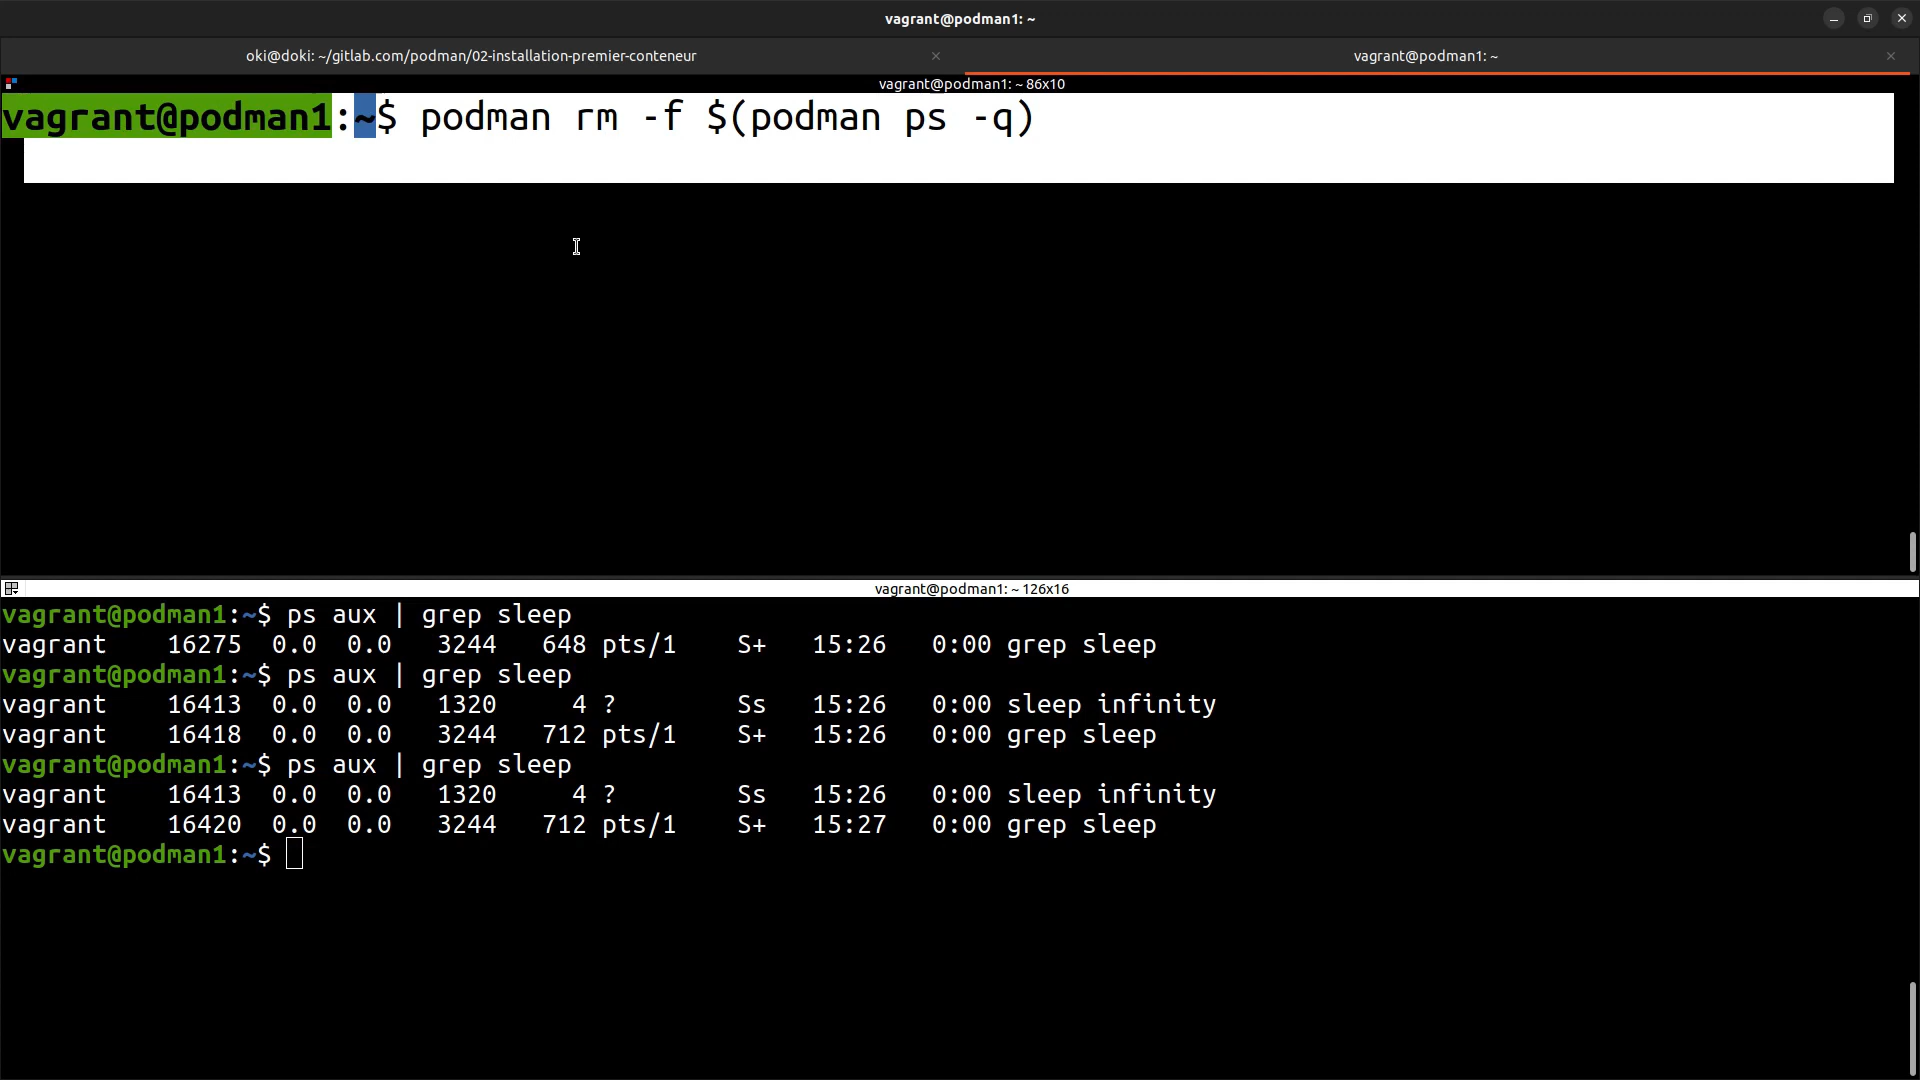 vagrant@podman1: ~
oki@doki: ~/gitlab.com/podman/02-installation-premier-conteneur
vagrant@podman1: ~
vagrant@podman1: ~ 86x10
vagrant@podman1:~$ podman rm -f $(podman ps -q)
vagrant@podman1: ~ 126x16
vagrant@podman1:~$ ps aux | grep sleep
vagrant    16275  0.0  0.0   3244   648 pts/1    S+   15:26   0:00 grep sleep
vagrant@podman1:~$ ps aux | grep sleep
vagrant    16413  0.0  0.0   1320     4 ?        Ss   15:26   0:00 sleep infinity
vagrant    16418  0.0  0.0   3244   712 pts/1    S+   15:26   0:00 grep sleep
vagrant@podman1:~$ ps aux | grep sleep
vagrant    16413  0.0  0.0   1320     4 ?        Ss   15:26   0:00 sleep infinity
vagrant    16420  0.0  0.0   3244   712 pts/1    S+   15:27   0:00 grep sleep
vagrant@podman1:~$